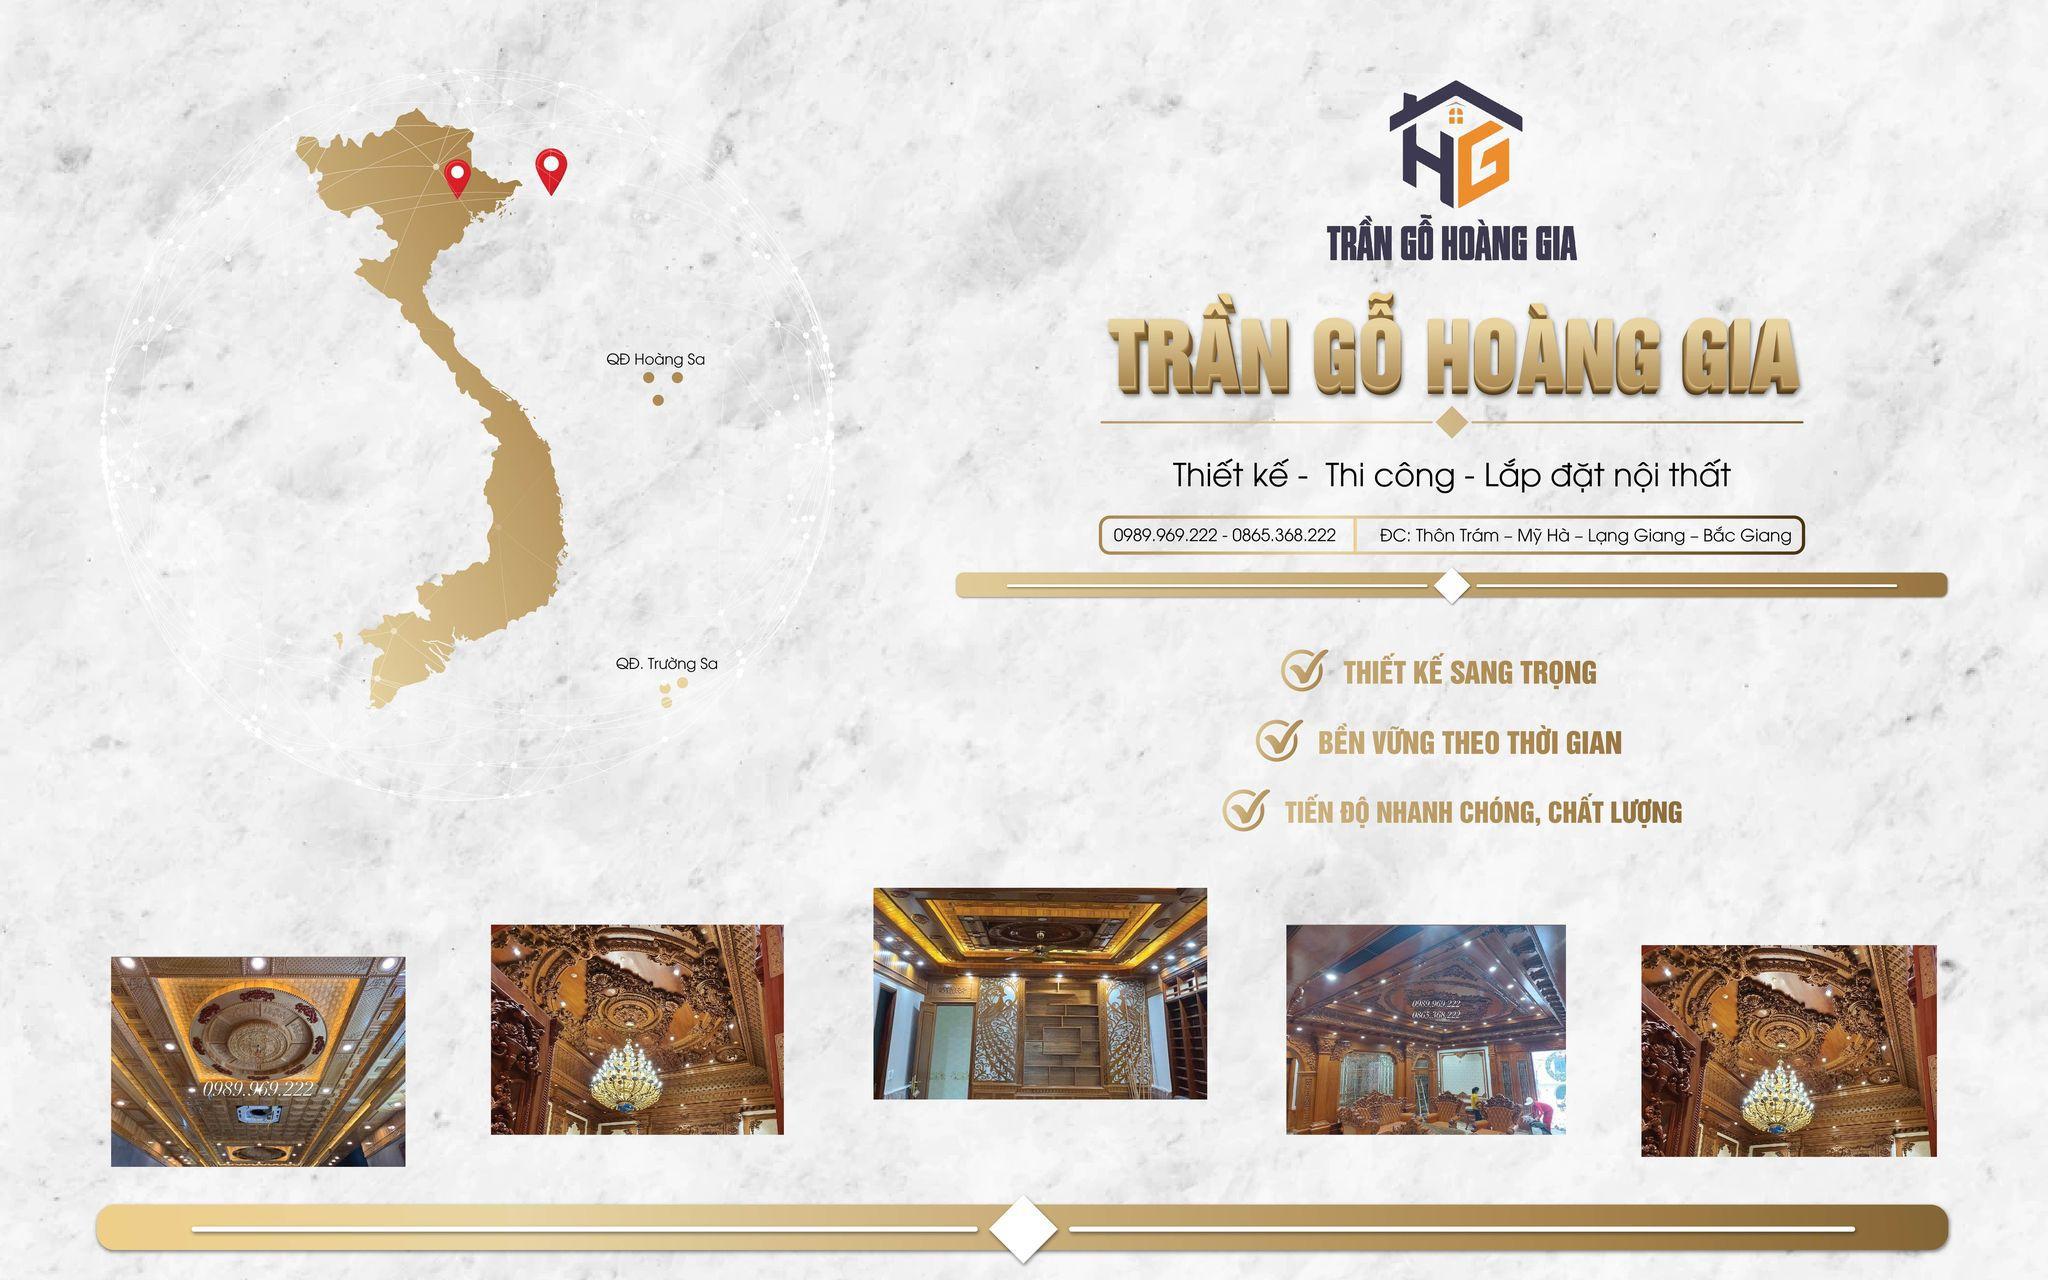 HG
TRẦN GỖ HOÀNG GIA
TRẦN GỖ HOÀNG GIA
Thiết kế - Thi công - Lắp đặt nội thất
0989.969.222 - 0865.368.222
ĐC: Thôn Trám – Mỹ Hà – Lạng Giang – Bắc Giang
QĐ Hoàng Sa
QĐ. Trường Sa
THIẾT KẾ SANG TRỌNG
BỀN VỮNG THEO THỜI GIAN
TIẾN ĐỘ NHANH CHÓNG, CHẤT LƯỢNG
0989.969.222
0989.969.222
0865.368.222